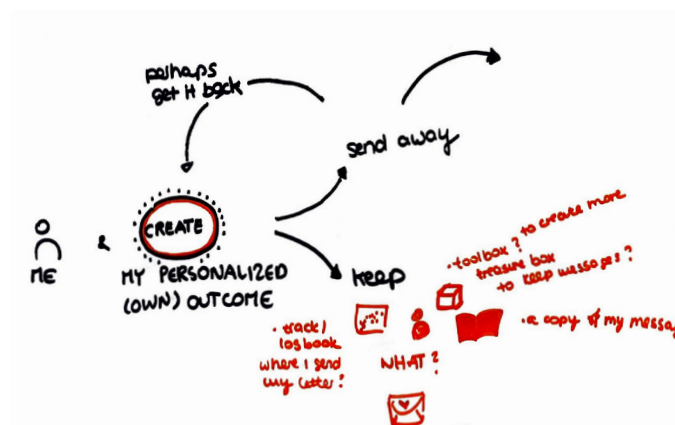 perhaps
get it back
send away
CREATE
ME
&
MY PERSONALIZED
(OWN) OUTCOME
keep
• toolbox? to create more
treasure box
to keep messages?
• a copy of my messag
• track/
logbook
where I send
my letter?
WHAT?